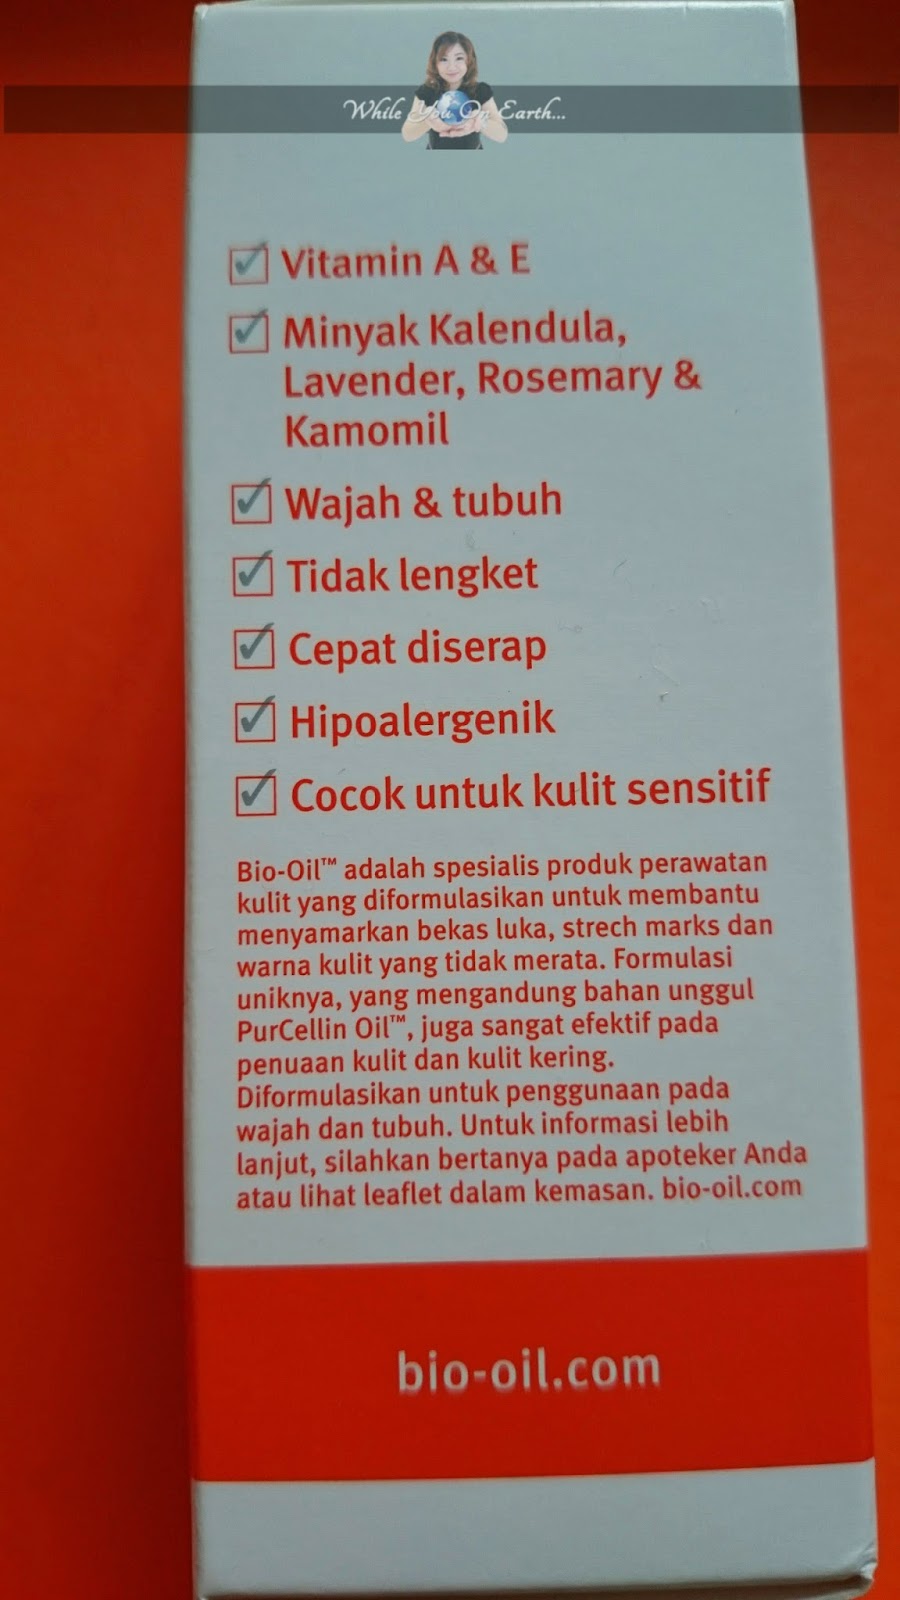 While You On Earth...
Vitamin A & E
Minyak Kalendula,
Lavender, Rosemary &
Kamomil
Wajah & tubuh
Tidak lengket
Cepat diserap
Hipoalergenik
Cocok untuk kulit sensitif
Bio-Oil™ adalah spesialis produk perawatan
kulit yang diformulasikan untuk membantu
menyamarkan bekas luka, strech marks dan
warna kulit yang tidak merata. Formulasi
uniknya, yang mengandung bahan unggul
PurCellin Oil™, juga sangat efektif pada
penuaan kulit dan kulit kering.
Diformulasikan untuk penggunaan pada
wajah dan tubuh. Untuk informasi lebih
lanjut, silahkan bertanya pada apoteker Anda
atau lihat leaflet dalam kemasan. bio-oil.com
bio-oil.com